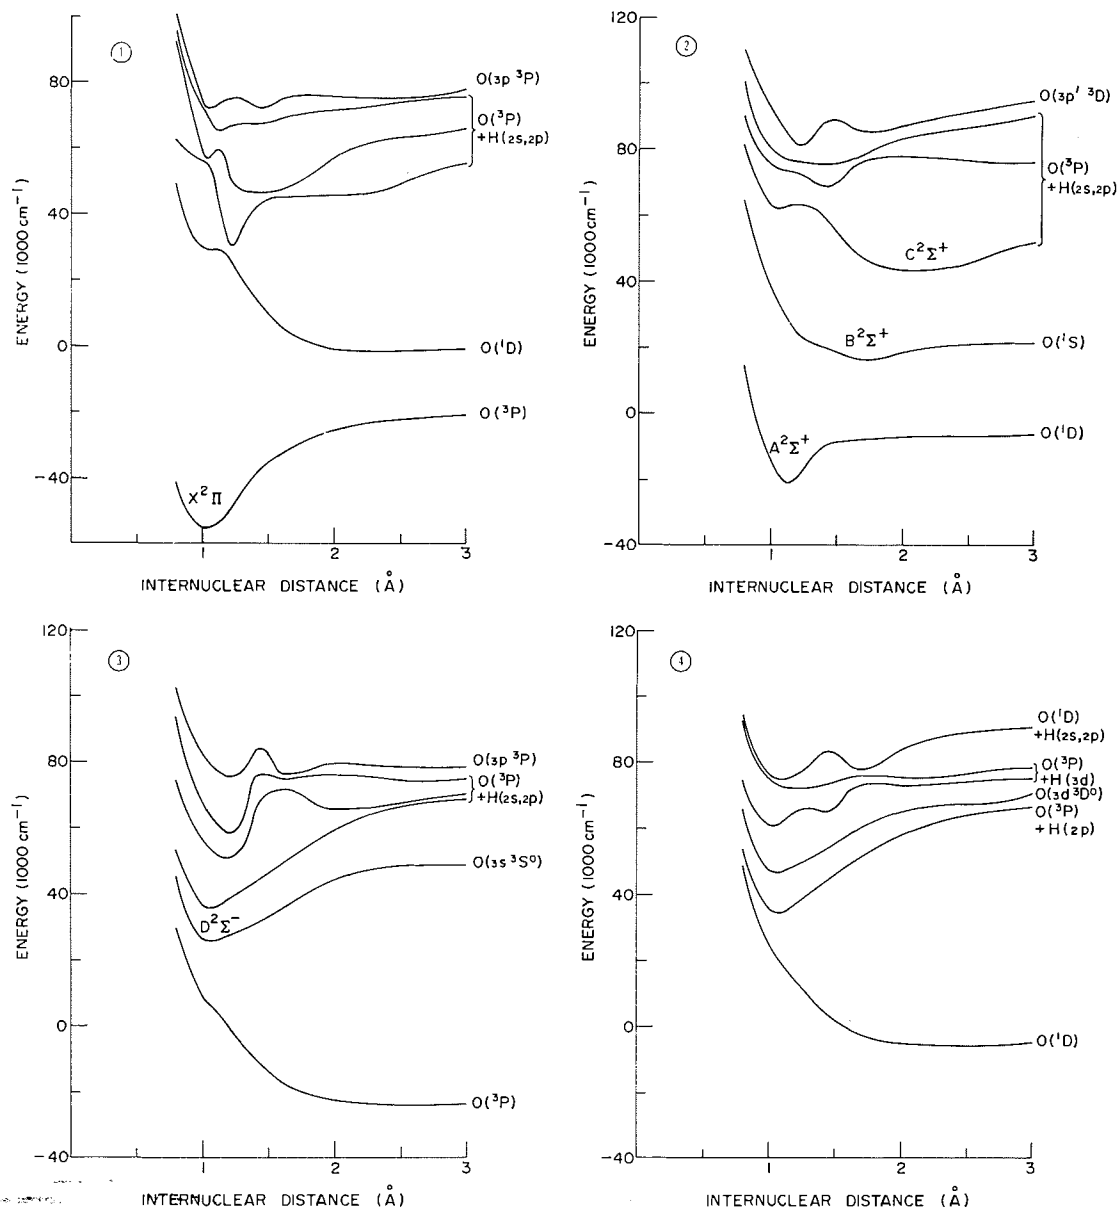 ①
80
40
0
−40
ENERGY (1000 cm⁻¹)
O(3p ³P)
O(³P)
+H(2s,2p)
O(¹D)
O(³P)
X²Π
1
2
3
INTERNUCLEAR DISTANCE (Å)
②
120
80
40
0
−40
ENERGY (1000cm⁻¹)
O(3p′ ³D)
O(³P)
+H(2s,2p)
C²Σ⁺
B²Σ⁺
O(¹S)
A²Σ⁺
O(¹D)
1
2
3
INTERNUCLEAR DISTANCE (Å)
③
120
80
40
0
−40
ENERGY (1000 cm⁻¹)
O(3p ³P)
O(³P)
+H(2s,2p)
O(3s ³S⁰)
D²Σ⁻
O(³P)
1
2
3
INTERNUCLEAR DISTANCE (Å)
④
120
80
40
0
−40
ENERGY (1000 cm⁻¹)
O(¹D)
+H(2s,2p)
O(³P)
+H(3d)
O(3d ³D⁰)
O(³P)
+H(2p)
O(¹D)
1
2
3
INTERNUCLEAR DISTANCE (Å)